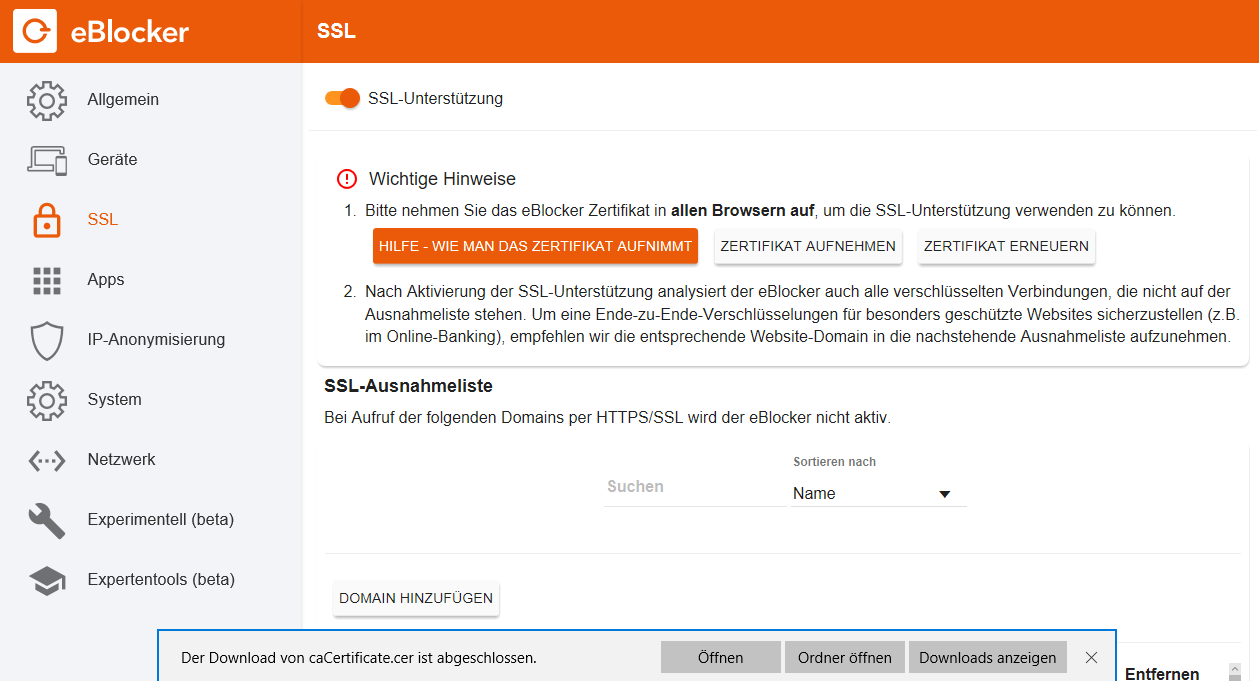 eBlocker
SSL
Allgemein
Geräte
SSL
Apps
IP-Anonymisierung
System
Netzwerk
Experimentell (beta)
Expertentools (beta)
SSL-Unterstützung
Wichtige Hinweise
1. Bitte nehmen Sie das eBlocker Zertifikat in allen Browsern auf, um die SSL-Unterstützung verwenden zu können.
HILFE - WIE MAN DAS ZERTIFIKAT AUFNIMMT ZERTIFIKAT AUFNEHMEN ZERTIFIKAT ERNEUERN
2. Nach Aktivierung der SSL-Unterstützung analysiert der eBlocker auch alle verschlüsselten Verbindungen, die nicht auf der
Ausnahmeliste stehen. Um eine Ende-zu-Ende-Verschlüsselungen für besonders geschützte Websites sicherzustellen (z.B.
im Online-Banking), empfehlen wir die entsprechende Website-Domain in die nachstehende Ausnahmeliste aufzunehmen.
SSL-Ausnahmeliste
Bei Aufruf der folgenden Domains per HTTPS/SSL wird der eBlocker nicht aktiv.
Sortieren nach
Suchen
Name
DOMAIN HINZUFÜGEN
Der Download von caCertificate.cer ist abgeschlossen. Öffnen Ordner öffnen Downloads anzeigen
Entfernen